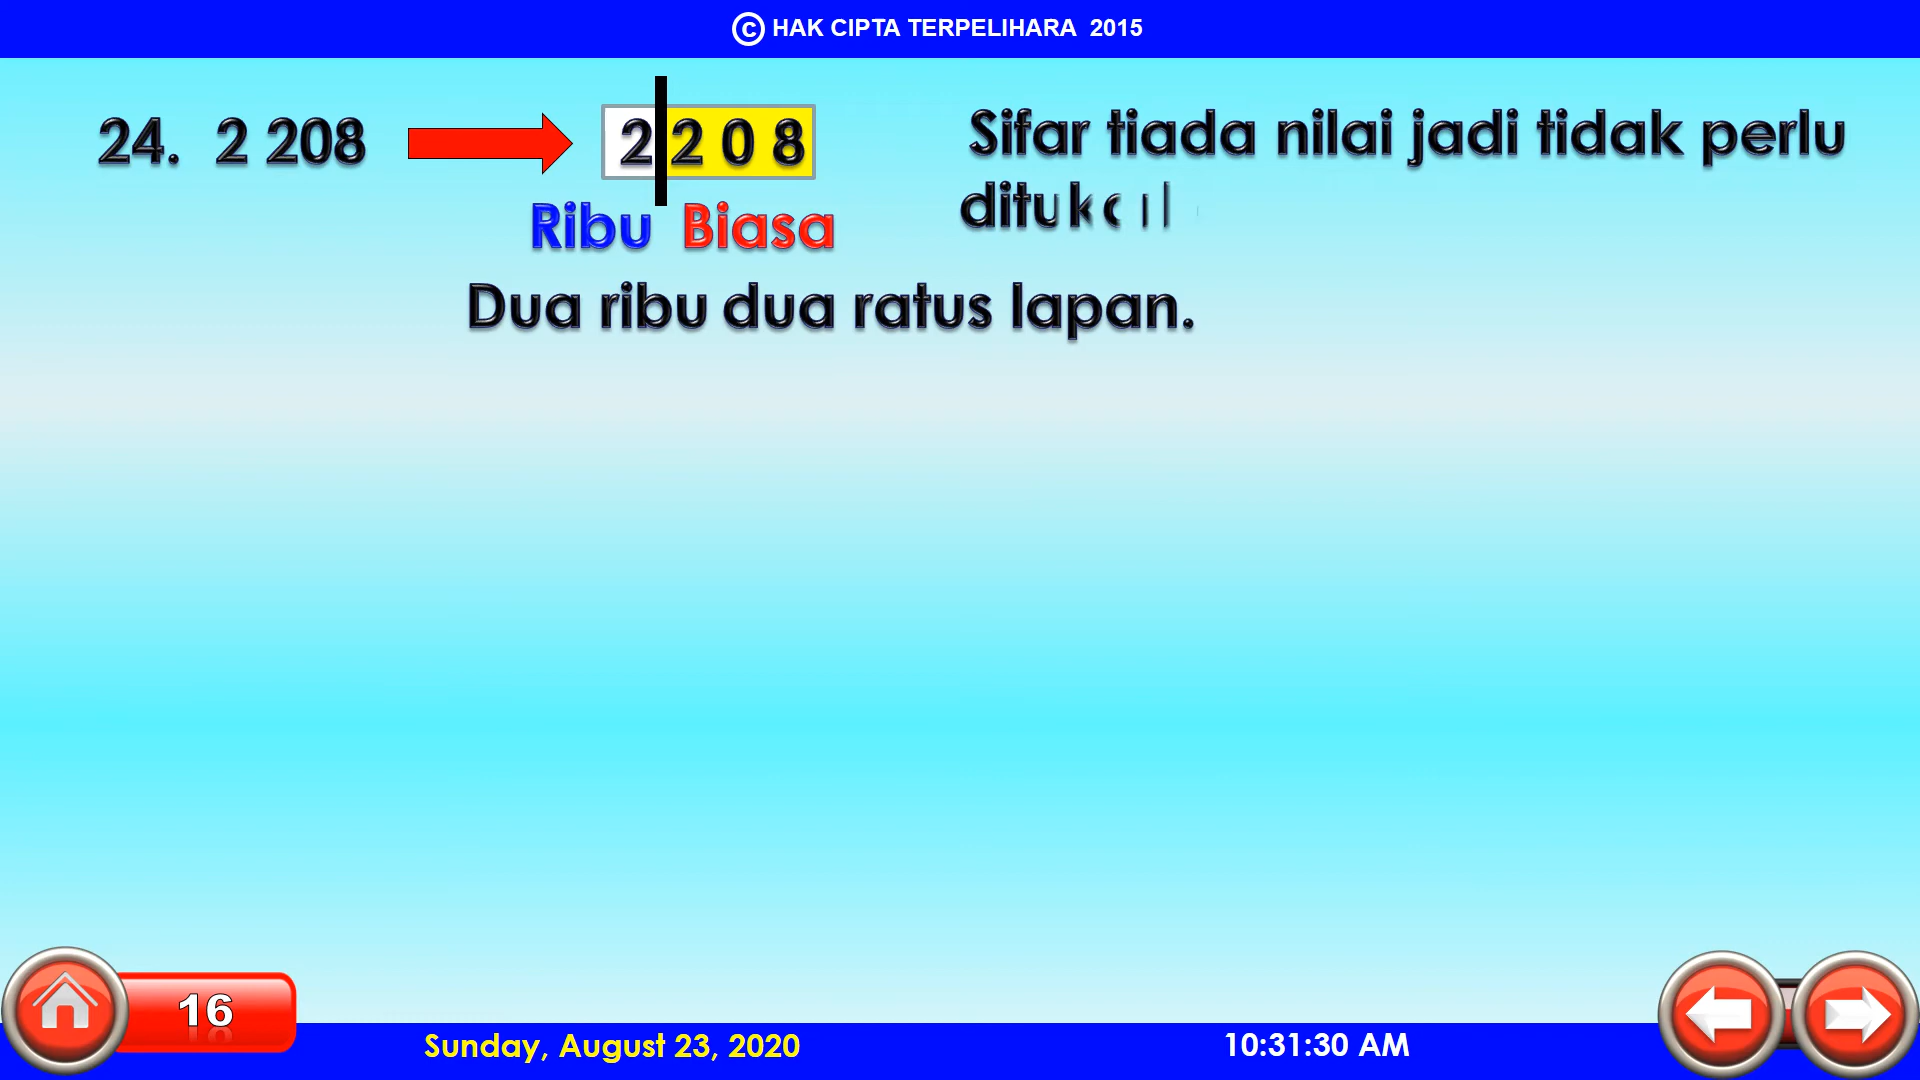 © HAK CIPTA TERPELIHARA 2015
24. 2 208
2 2 0 8
Ribu Biasa
Sifar tiada nilai jadi tidak perlu
Dua ribu dua ratus lapan.
16
Sunday, August 23, 2020
10:31:30 AM